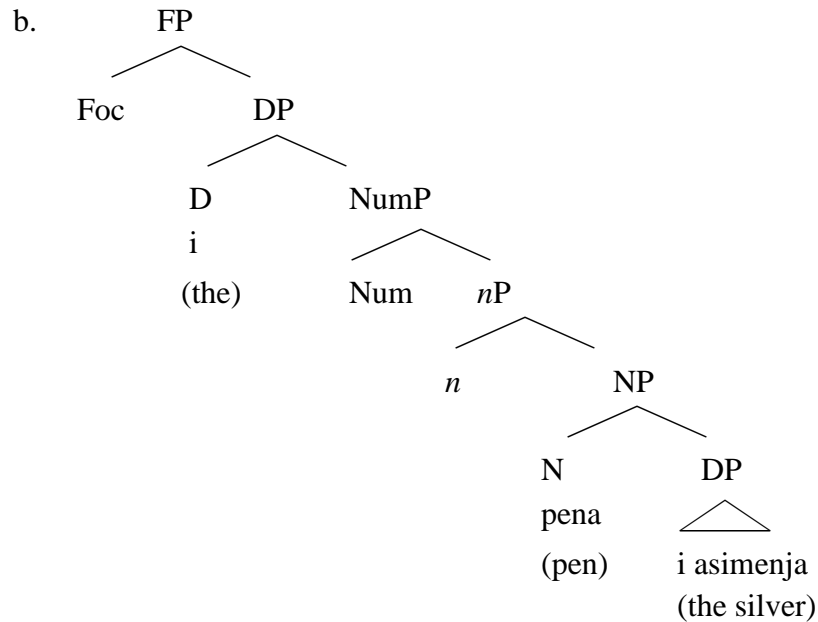 b. FP
Foc DP
D NumP
i
(the) Num nP
n NP
N DP
pena
(pen) i asimenja
(the silver)